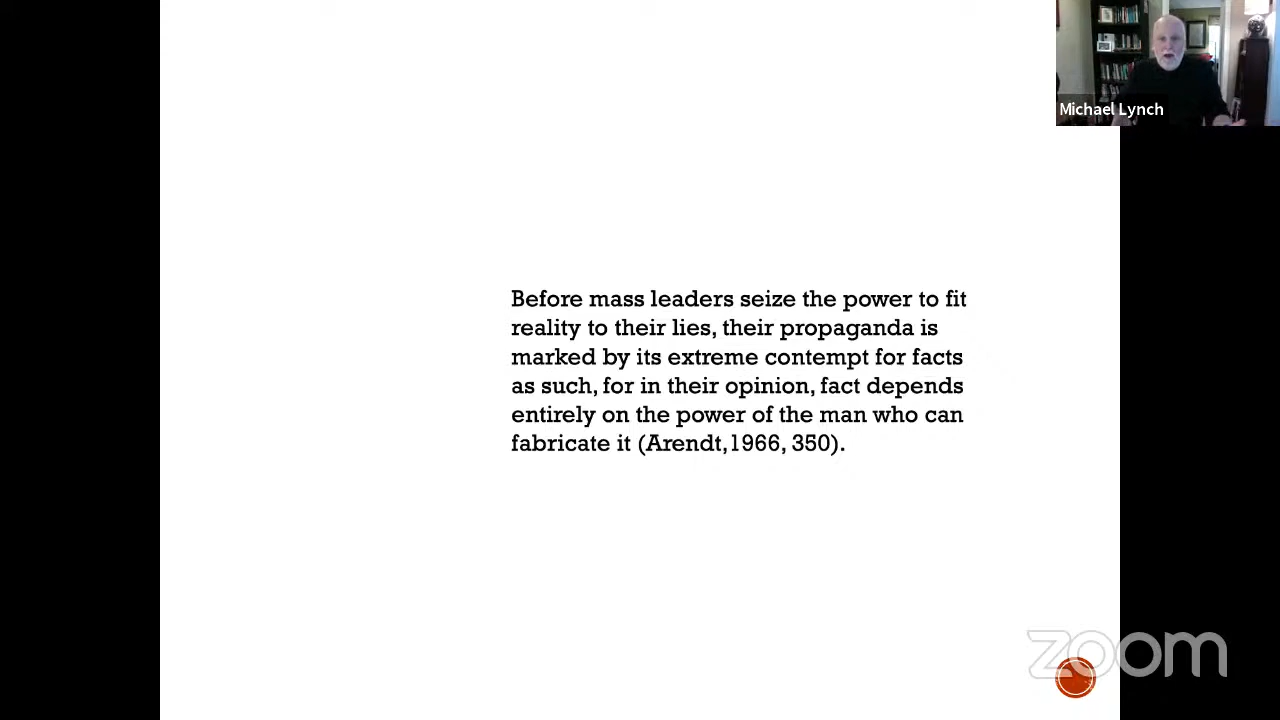 Michael Lynch
Before mass leaders seize the power to fit
reality to their lies, their propaganda is
marked by its extreme contempt for facts
as such, for in their opinion, fact depends
entirely on the power of the man who can
fabricate it (Arendt,1966, 350).
zoom